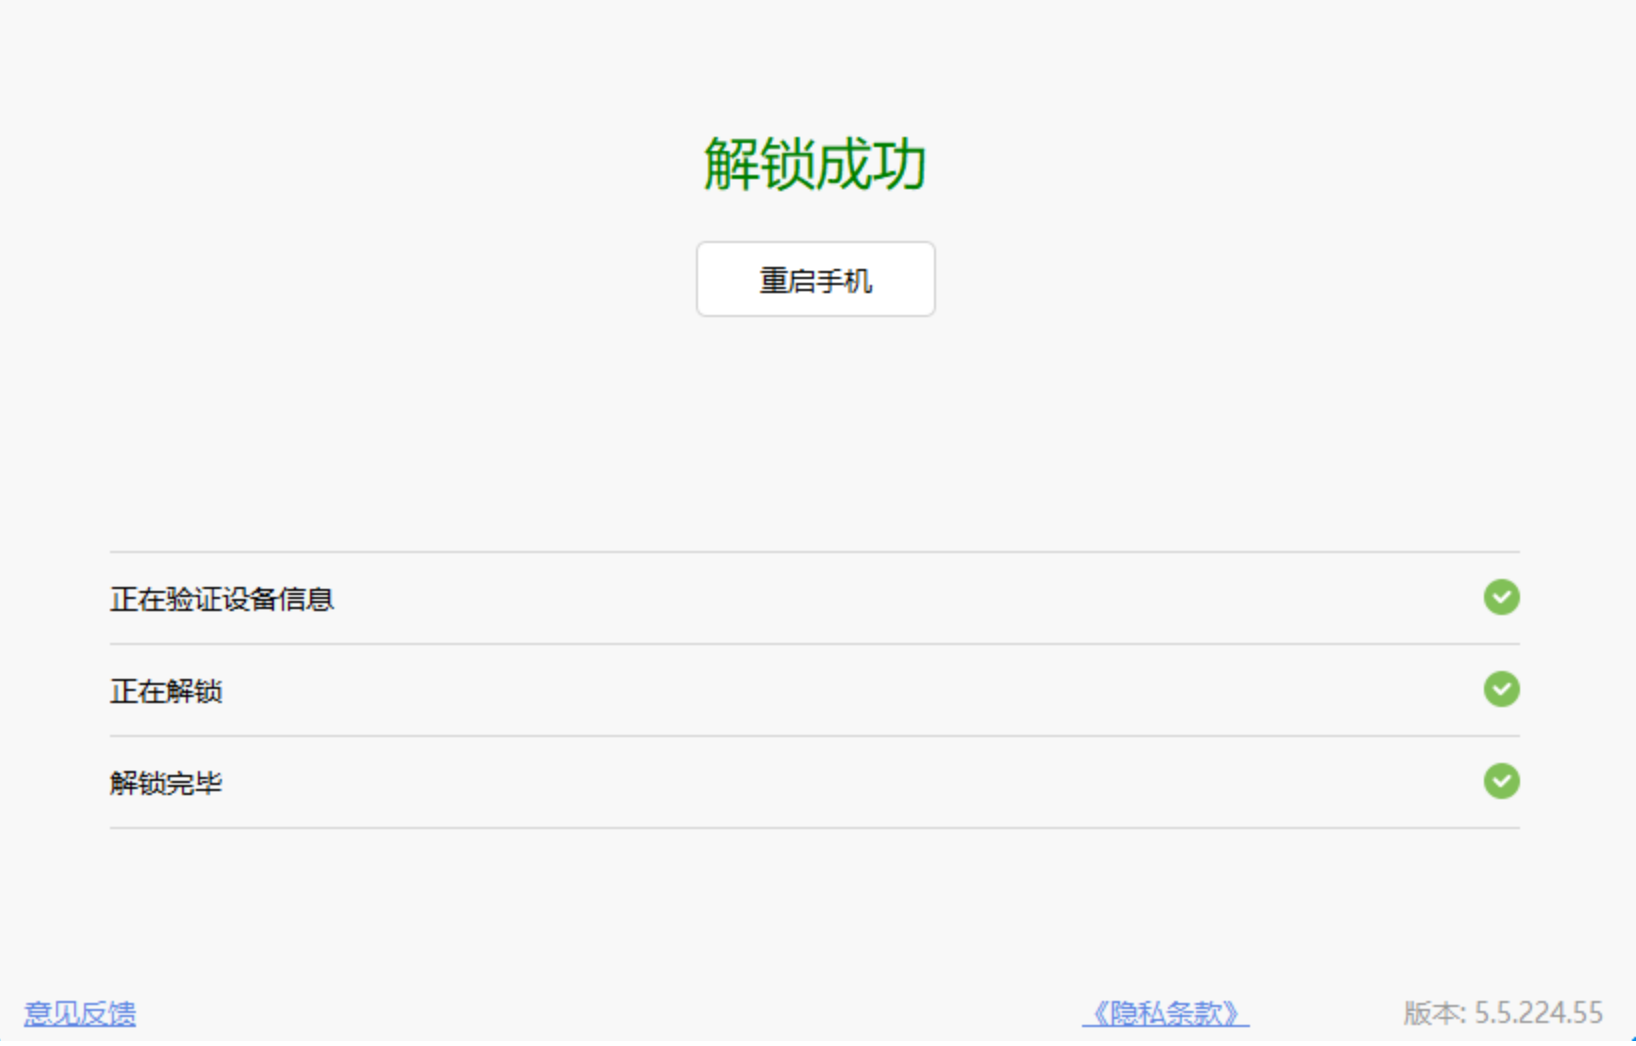 解锁成功
重启手机
正在验证设备信息
正在解锁
解锁完毕
意见反馈
《隐私条款》
版本: 5.5.224.55